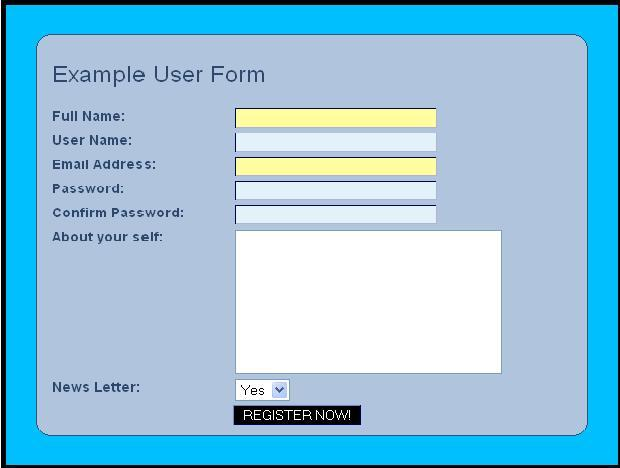 Example User Form
Full Name:
User Name:
Email Address:
Password:
Confirm Password:
About your self:
News Letter:
Yes
REGISTER NOW!